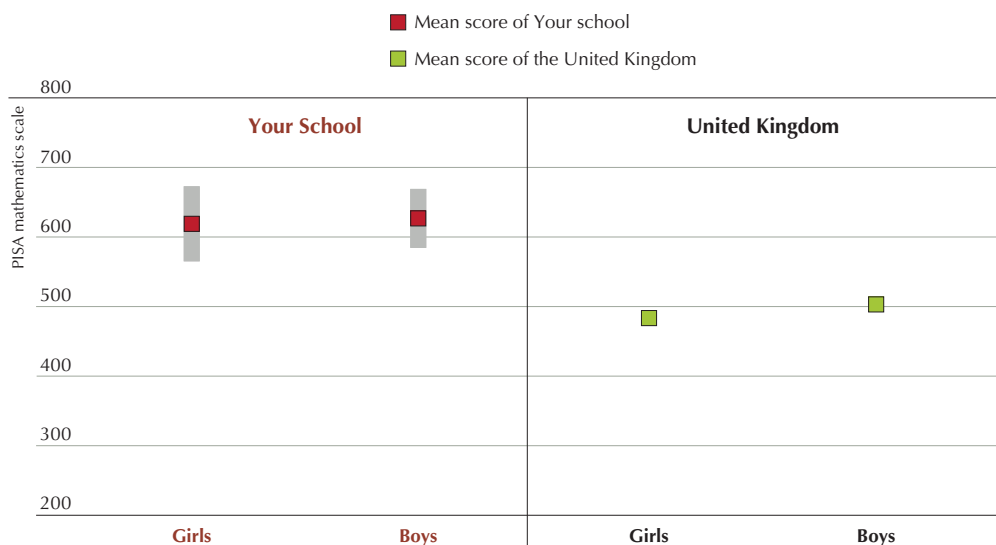 Mean score of Your school
Mean score of the United Kingdom
PISA mathematics scale
800
Your School
United Kingdom
700
600
500
400
300
200
Girls
Boys
Girls
Boys